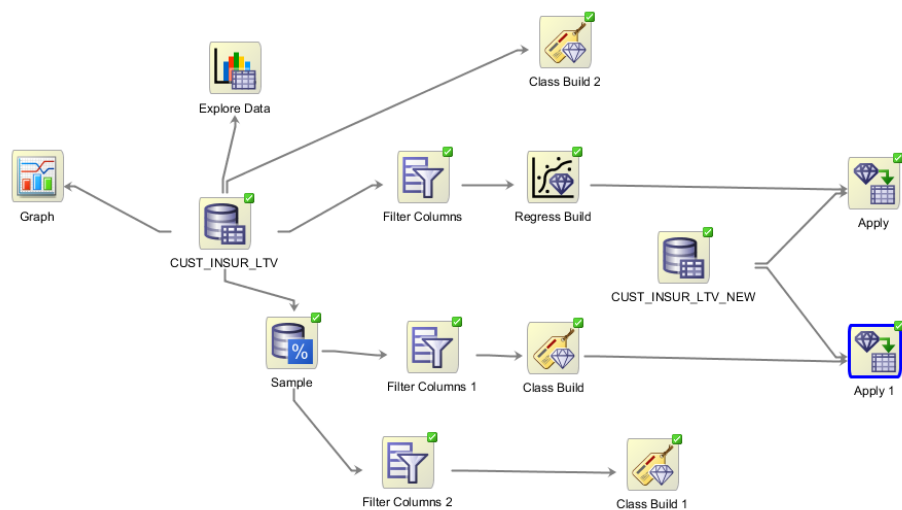 Class Build 2
Explore Data
Graph
Filter Columns
Regress Build
Apply
CUST_INSUR_LTV
CUST_INSUR_LTV_NEW
%
Sample
Filter Columns 1
Class Build
Apply 1
Filter Columns 2
Class Build 1